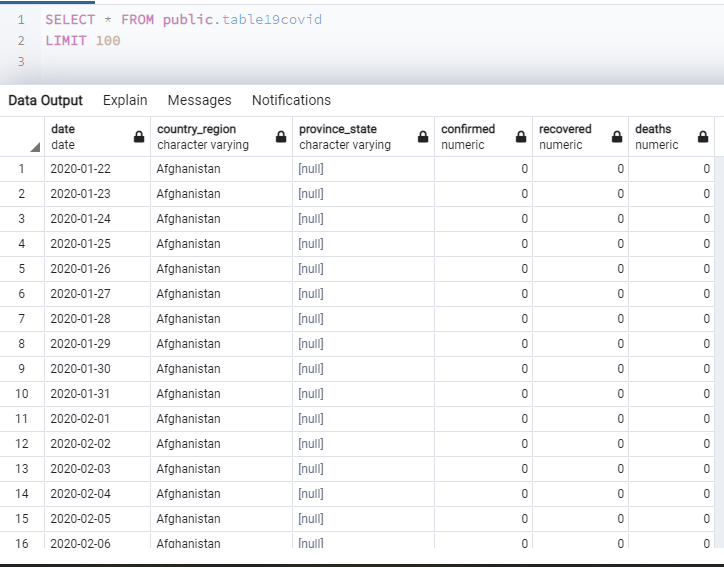 1 SELECT * FROM public.table19covid
2 LIMIT 100
3
Data Output Explain Messages Notifications
date country_region province_state confirmed recovered deaths
date character varying character varying numeric numeric numeric
1 2020-01-22 Afghanistan [null] 0 0 0
2 2020-01-23 Afghanistan [null] 0 0 0
3 2020-01-24 Afghanistan [null] 0 0 0
4 2020-01-25 Afghanistan [null] 0 0 0
5 2020-01-26 Afghanistan [null] 0 0 0
6 2020-01-27 Afghanistan [null] 0 0 0
7 2020-01-28 Afghanistan [null] 0 0 0
8 2020-01-29 Afghanistan [null] 0 0 0
9 2020-01-30 Afghanistan [null] 0 0 0
10 2020-01-31 Afghanistan [null] 0 0 0
11 2020-02-01 Afghanistan [null] 0 0 0
12 2020-02-02 Afghanistan [null] 0 0 0
13 2020-02-03 Afghanistan [null] 0 0 0
14 2020-02-04 Afghanistan [null] 0 0 0
15 2020-02-05 Afghanistan [null] 0 0 0
16 2020-02-06 Afghanistan [null] 0 0 0